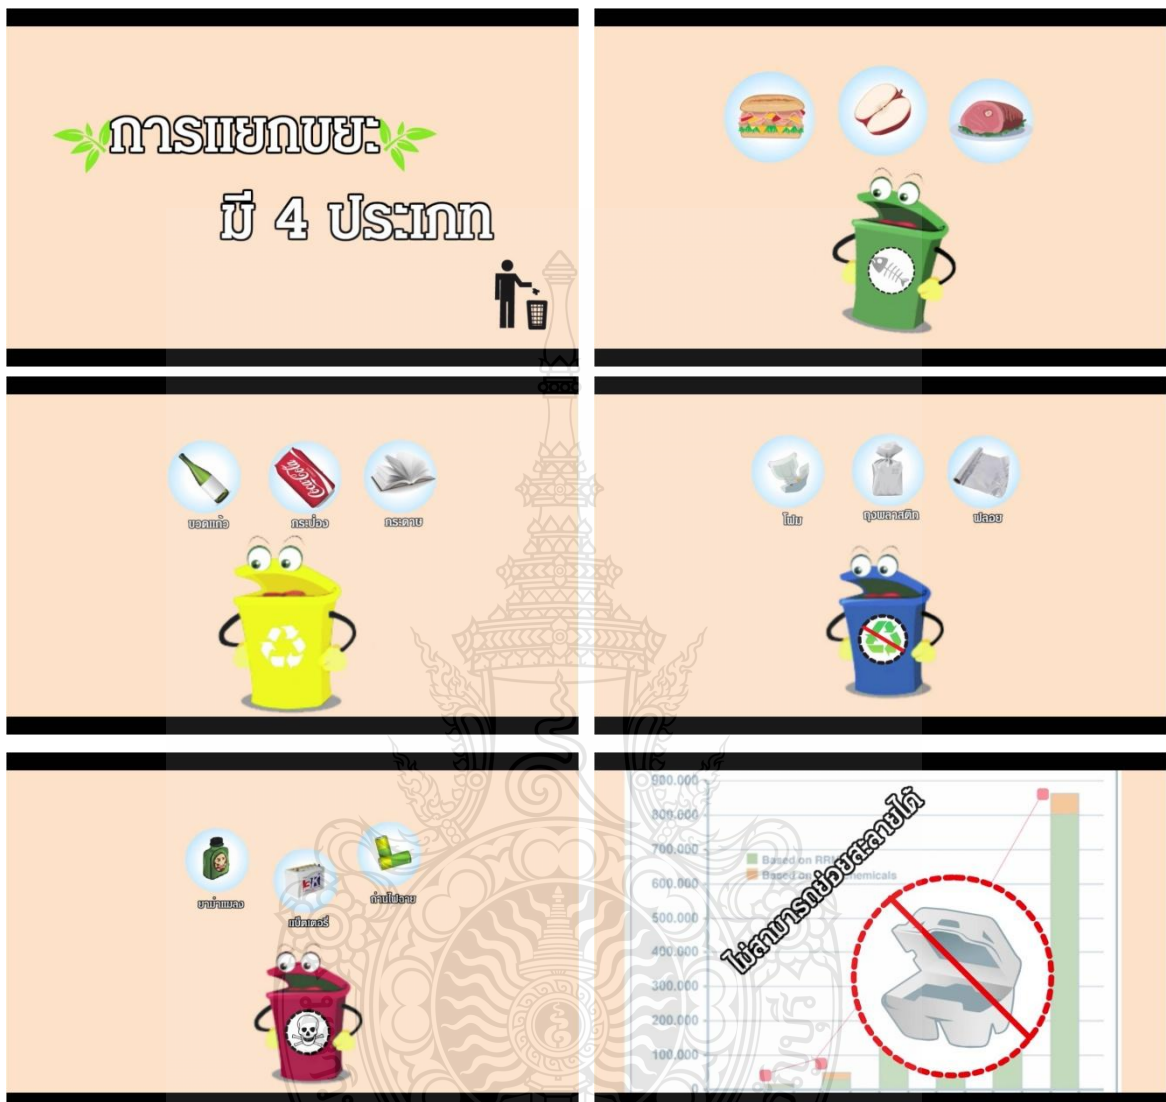 การแยกขยะ
มี 4 ประเภท
ขวดแก้ว
กระป๋อง
Coca-Cola
กระดาษ
โฟม
ถุงพลาสติก
ฟลอย
ยาฆ่าแมลง
แบ็ตเตอรี่
ถ่านไฟฉาย
ไม่สามารถย่อยสลายได้
900.000
800.000
700.000
600.000
500.000
400.000
300.000
200.000
100.000
0
Based on
Based on